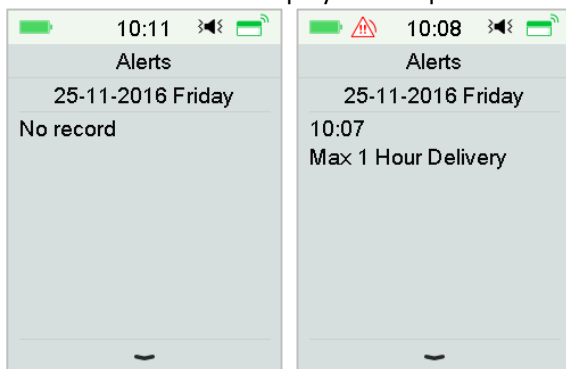 10:11
Alerts
25-11-2016 Friday
No record
10:08
Alerts
25-11-2016 Friday
10:07
Max 1 Hour Delivery